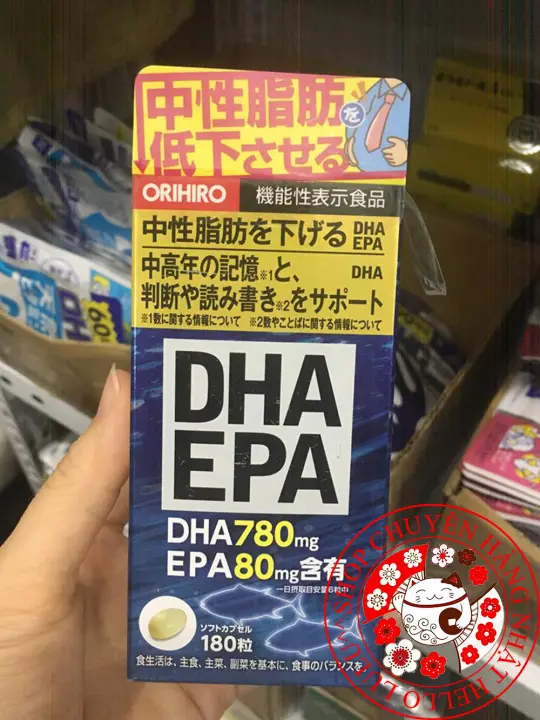 中性脂肪を
低下させる
ORIHIRO 機能性表示食品
中性脂肪を下げる DHA EPA
中高年の記憶※1と、 DHA
判断や読み書き※2をサポート
※1数に関する情報について ※2数やことばに関する情報について
DHA
EPA
DHA780mg
EPA80mg含有
一日摂取目安量6粒中
ソフトカプセル
180粒
食生活は、主食、主菜、副菜を基本に、食事のバランスを。
SHOP CHUYÊN HÀNG NHẬT HELLO LULU
DHA